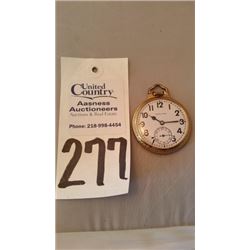 United
Country
Aasness
Auctioneers
Auctions & Real Estate
Phone: 218-998-4454
277